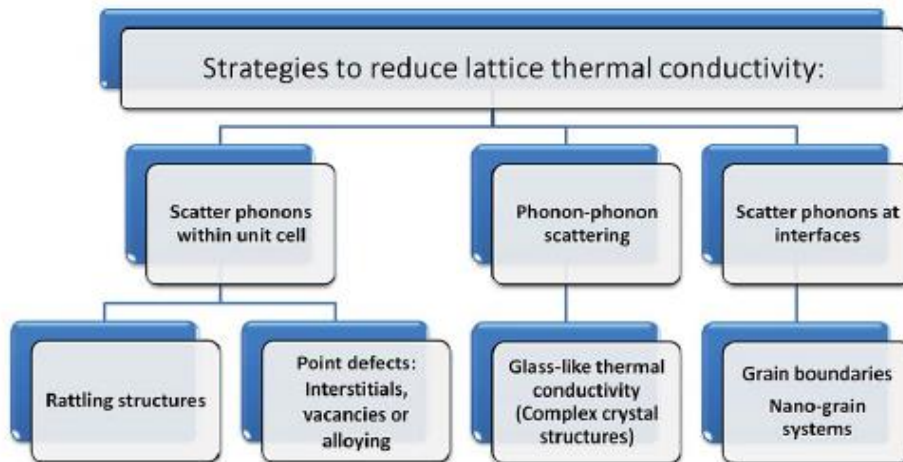 Strategies to reduce lattice thermal conductivity:
Scatter phonons
within unit cell
Phonon-phonon
scattering
Scatter phonons at
interfaces
Rattling structures
Point defects:
Interstitials,
vacancies or
alloying
Glass-like thermal
conductivity
(Complex crystal
structures)
Grain boundaries
Nano-grain
systems